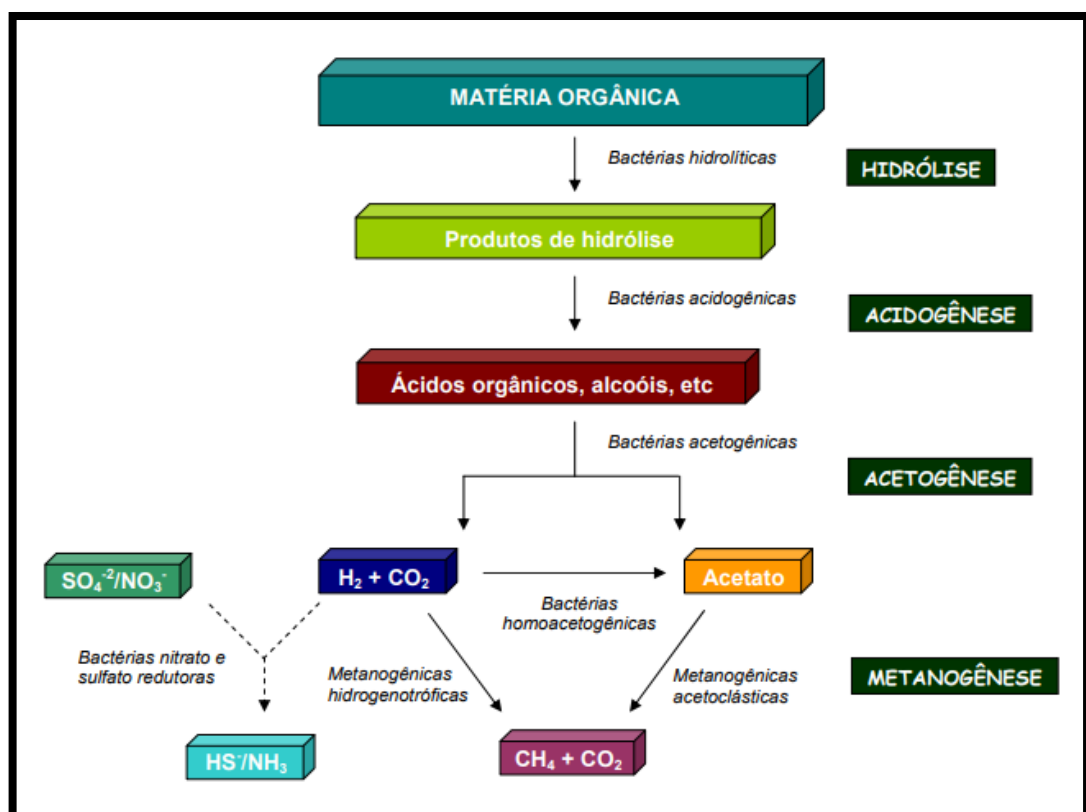 MATÉRIA ORGÂNICA
Bactérias hidrolíticas
HIDRÓLISE
Produtos de hidrólise
Bactérias acidogênicas
ACIDOGÊNESE
Ácidos orgânicos, alcoóis, etc
Bactérias acetogênicas
ACETOGÊNESE
SO₄⁻²/NO₃⁻
H₂ + CO₂
Acetato
Bactérias
homoacetogênicas
Bactérias nitrato e
sulfato redutoras
Metanogênicas
hidrogenotróficas
Metanogênicas
acetoclásticas
METANOGÊNESE
HS⁻/NH₃
CH₄ + CO₂